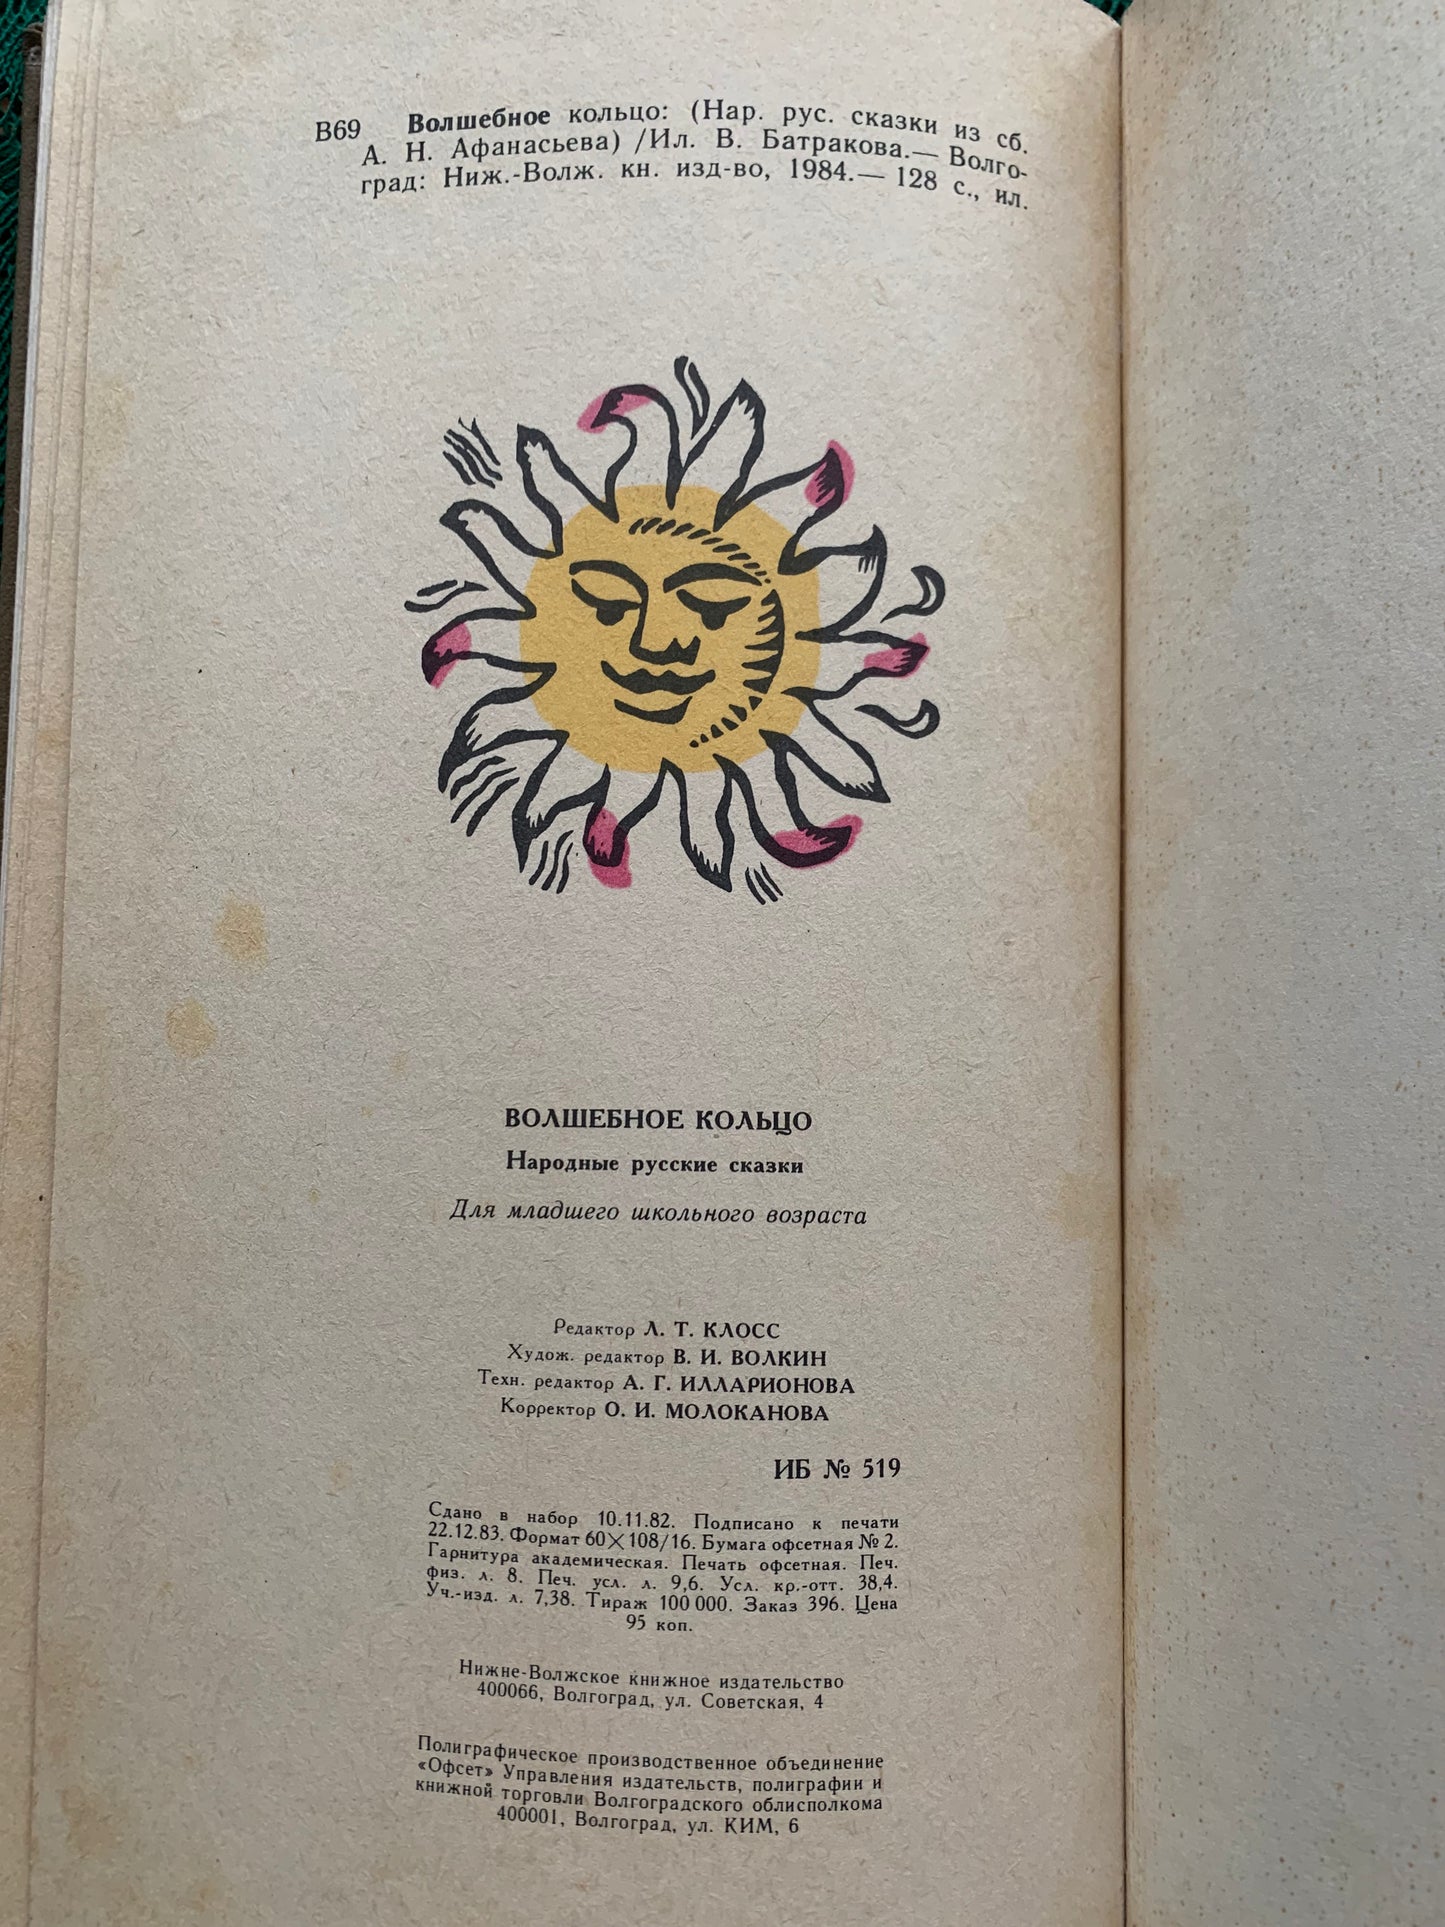 В69 Волшебное кольцо: (Нар. рус. сказки из сб.
А. Н. Афанасьева) /Ил. В. Батракова.— Волго-
град: Ниж.-Волж. кн. изд-во, 1984.— 128 с., ил.
ВОЛШЕБНОЕ КОЛЬЦО
Народные русские сказки
Для младшего школьного возраста
Редактор Л. Т. КЛОСС
Худож. редактор В. И. ВОЛКИН
Техн. редактор А. Г. ИЛЛАРИОНОВА
Корректор О. И. МОЛОКАНОВА
ИБ № 519
Сдано в набор 10.11.82. Подписано к печати
22.12.83. Формат 60×108/16. Бумага офсетная № 2.
Гарнитура академическая. Печать офсетная. Печ.
физ. л. 8. Печ. усл. л. 9,6. Усл. кр.-отт. 38,4.
Уч.-изд. л. 7,38. Тираж 100 000. Заказ 396. Цена
95 коп.
Нижне-Волжское книжное издательство
400066, Волгоград, ул. Советская, 4
Полиграфическое производственное объединение
«Офсет» Управления издательств, полиграфии и
книжной торговли Волгоградского облисполкома
400001, Волгоград, ул. КИМ, 6